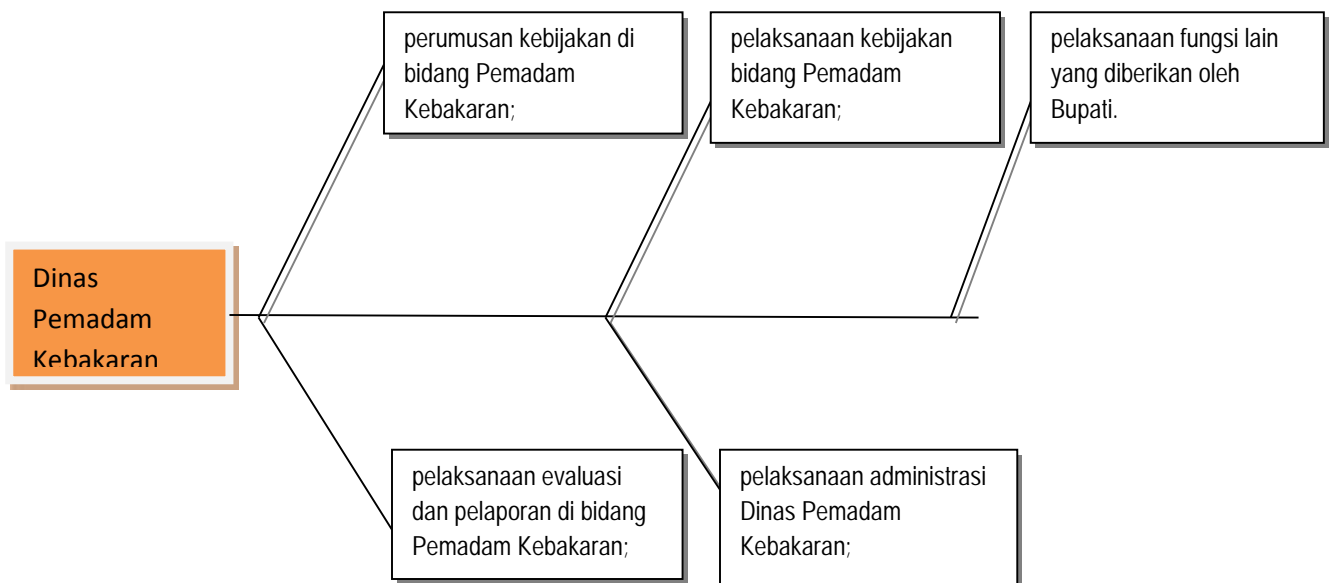 perumusan kebijakan di
bidang Pemadam
Kebakaran;
pelaksanaan kebijakan
bidang Pemadam
Kebakaran;
pelaksanaan fungsi lain
yang diberikan oleh
Bupati.
Dinas
Pemadam
Kebakaran
pelaksanaan evaluasi
dan pelaporan di bidang
Pemadam Kebakaran;
pelaksanaan administrasi
Dinas Pemadam
Kebakaran;